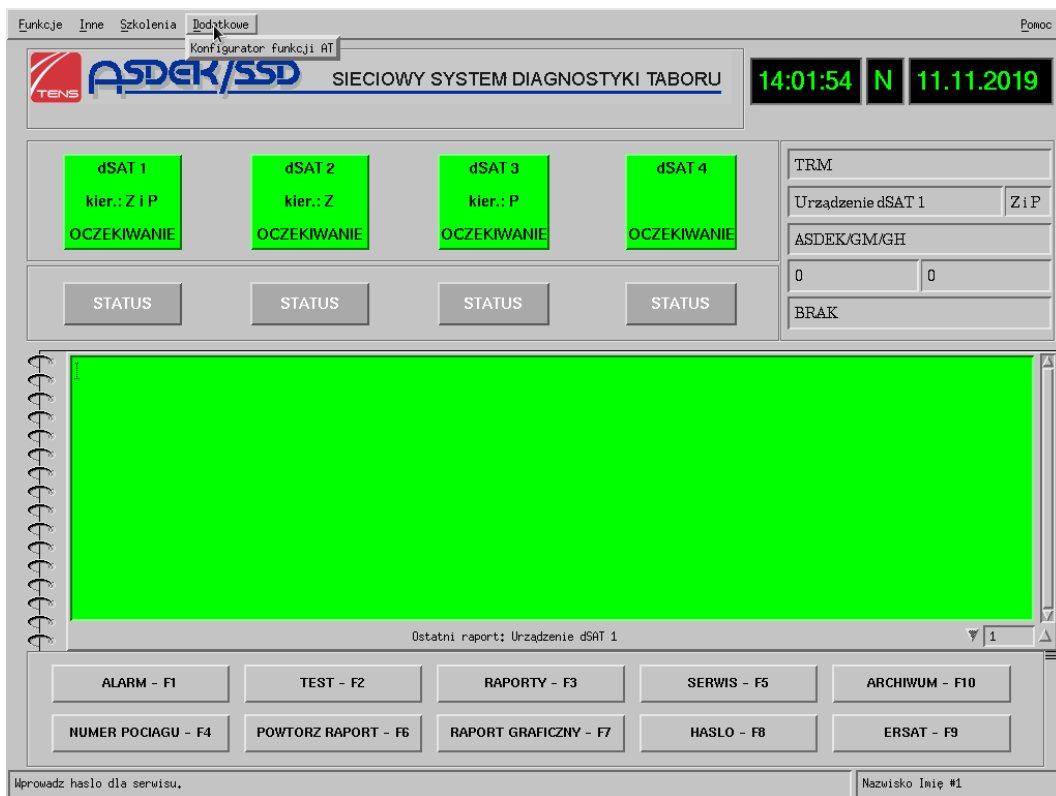 Funkcje Inne Szkolenia Dodatkowe Pomoc
Konfigurator funkcji AT
TENS ASDEK/SSD SIECIOWY SYSTEM DIAGNOSTYKI TABORU 14:01:54 N 11.11.2019
dSAT 1 dSAT 2 dSAT 3 dSAT 4
kier.: Z i P kier.: Z kier.: P
OCZEKIWANIE OCZEKIWANIE OCZEKIWANIE OCZEKIWANIE
TRM
Urządzenie dSAT 1 Z i P
ASDEK/GM/GH
0 0
BRAK
STATUS STATUS STATUS STATUS
Ostatni raport: Urządzenie dSAT 1 1
ALARM - F1 TEST - F2 RAPORTY - F3 SERWIS - F5 ARCHIWUM - F10
NUMER POCIAGU - F4 POWTORZ RAPORT - F6 RAPORT GRAFICZNY - F7 HASLO - F8 ERSAT - F9
Wprowadz haslo dla serwisu. Nazwisko Imię #1